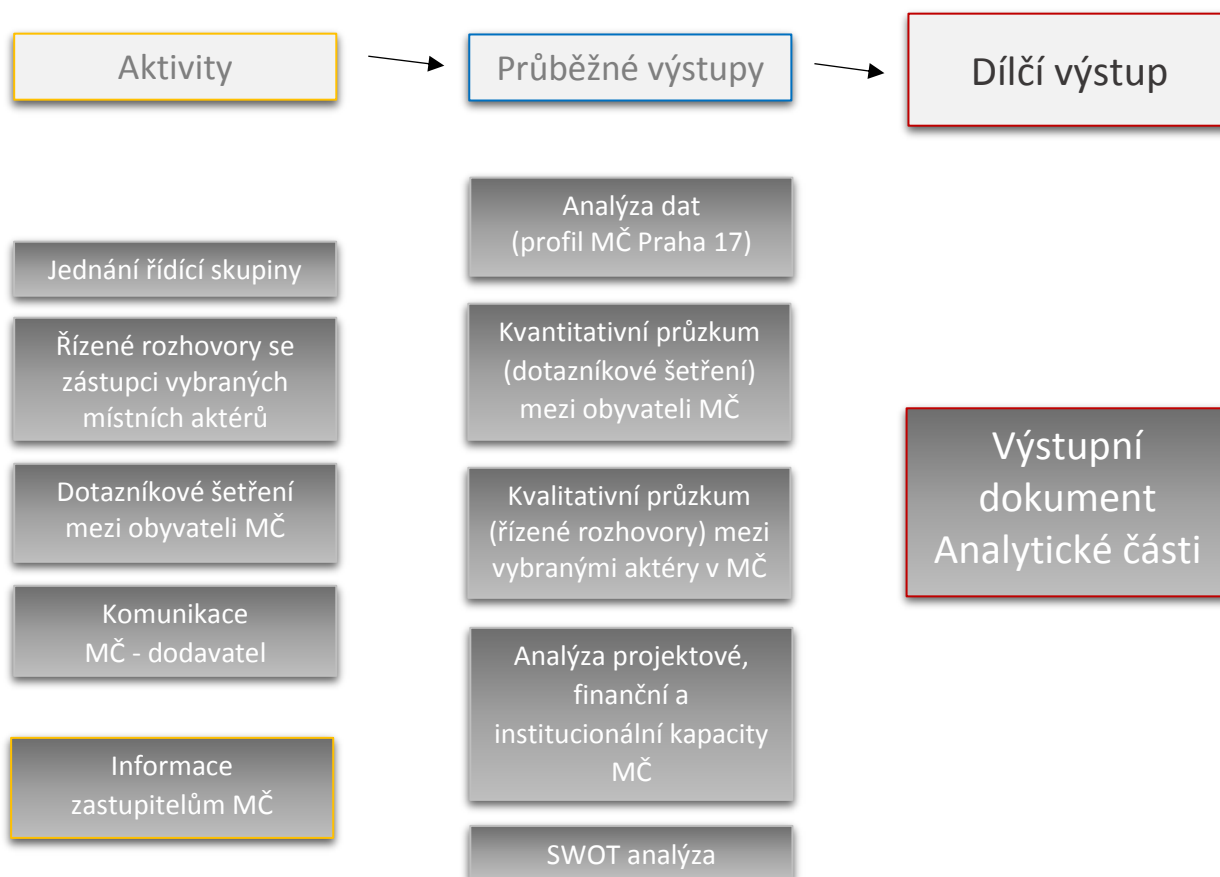 Aktivity
Průběžné výstupy
Dílčí výstup
Jednání řídící skupiny
Řízené rozhovory se
zástupci vybraných
místních aktérů
Dotazníkové šetření
mezi obyvateli MČ
Komunikace
MČ - dodavatel
Informace
zastupitelům MČ
Analýza dat
(profil MČ Praha 17)
Kvantitativní průzkum
(dotazníkové šetření)
mezi obyvateli MČ
Kvalitativní průzkum
(řízené rozhovory) mezi
vybranými aktéry v MČ
Analýza projektové,
finanční a
institucionální kapacity
MČ
SWOT analýza
Výstupní
dokument
Analytické části